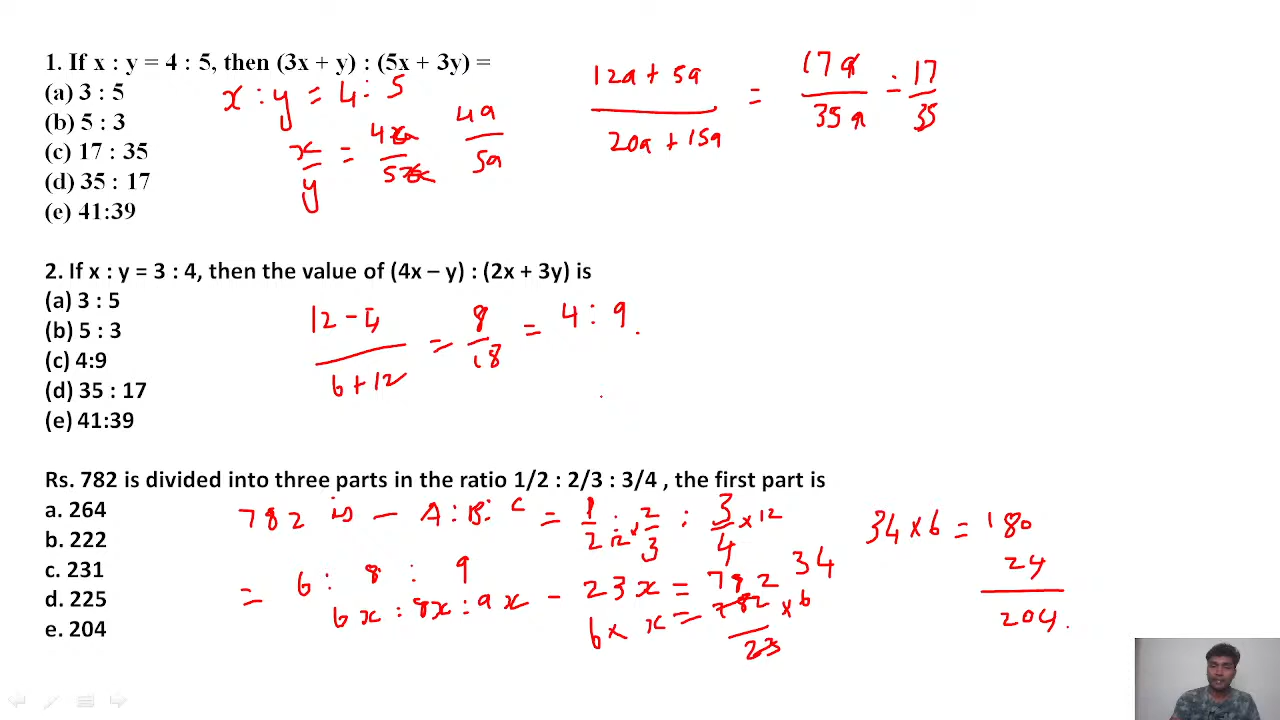 1. If x : y = 4 : 5, then (3x + y) : (5x + 3y) =
(a) 3 : 5
(b) 5 : 3
(c) 17 : 35
(d) 35 : 17
(e) 41:39
x : y = 4 : 5
x/y = 4/5 4a/5a
12a + 5a / 20a + 15a = 17a / 35a = 17/35
2. If x : y = 3 : 4, then the value of (4x – y) : (2x + 3y) is
(a) 3 : 5
(b) 5 : 3
(c) 4:9
(d) 35 : 17
(e) 41:39
12 - 4 / 6 + 12 = 8/18 = 4 : 9
Rs. 782 is divided into three parts in the ratio 1/2 : 2/3 : 3/4 , the first part is
a. 264
b. 222
c. 231
d. 225
e. 204
782 is - A : B : C = 1/2 : 2/3 : 3/4 × 12
= 6 : 8 : 9
6x : 8x : 9x - 23x = 782 34
6x x = 782/23 × 6
34 × 6 = 180
24
204.